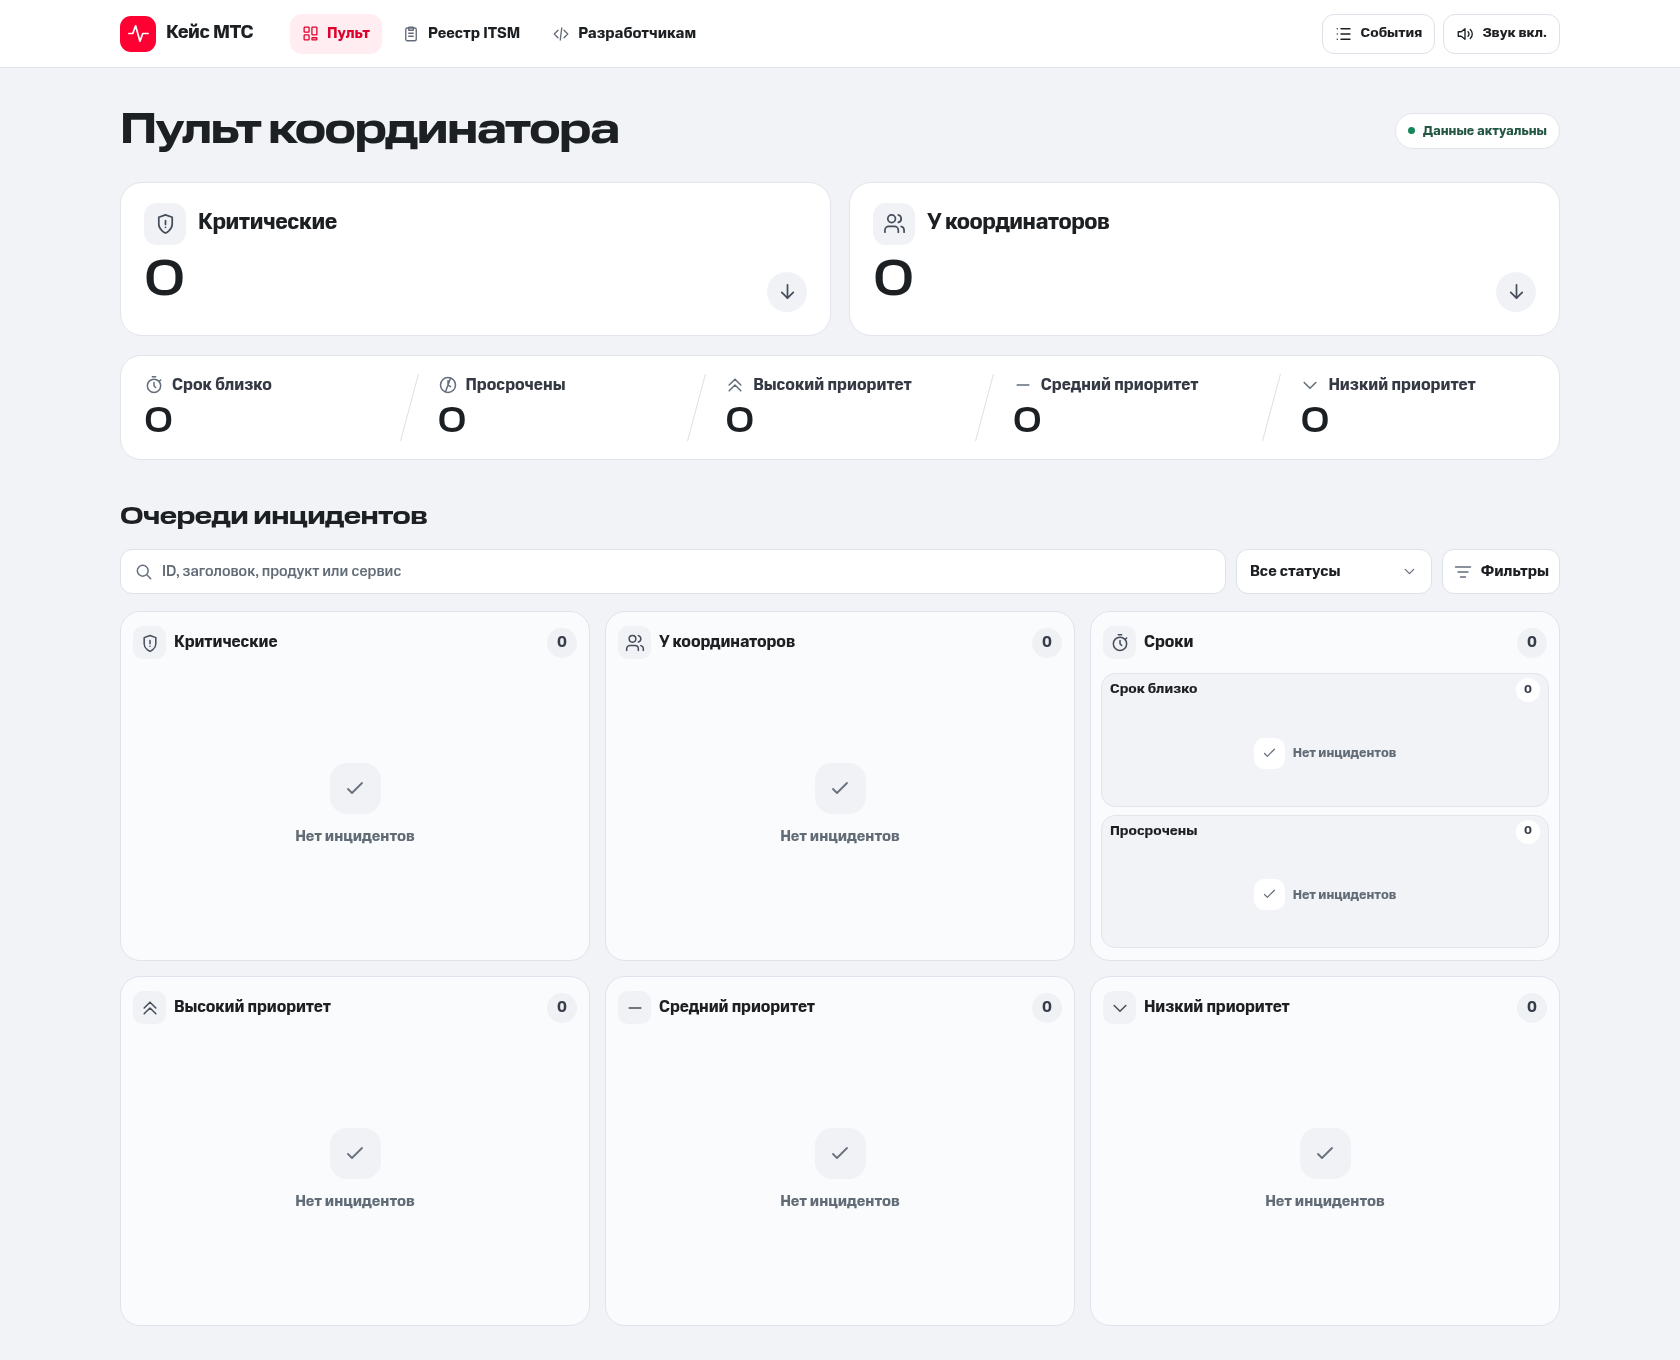 Кейс МТС
Пульт
Реестр ITSM
Разработчикам
События
Звук вкл.
Пульт координатора
Данные актуальны
Критические
0
У координаторов
0
Срок близко
0
Просрочены
0
Высокий приоритет
0
Средний приоритет
0
Низкий приоритет
0
Очереди инцидентов
ID, заголовок, продукт или сервис
Все статусы
Фильтры
Критические
0
Нет инцидентов
У координаторов
0
Нет инцидентов
Сроки
0
Срок близко
0
Нет инцидентов
Просрочены
0
Нет инцидентов
Высокий приоритет
0
Нет инцидентов
Средний приоритет
0
Нет инцидентов
Низкий приоритет
0
Нет инцидентов